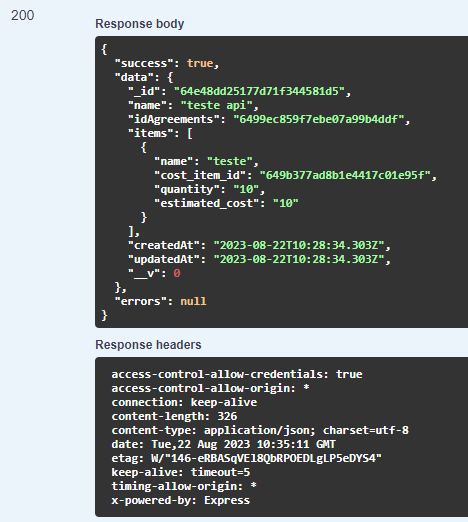 200
Response body
{
  "success": true,
  "data": {
    "_id": "64e48dd25177d71f344581d5",
    "name": "teste api",
    "idAgreements": "6499ec859f7ebe07a99b4ddf",
    "items": [
      {
        "name": "teste",
        "cost_item_id": "649b377ad8b1e4417c01e95f",
        "quantity": "10",
        "estimated_cost": "10"
      }
    ],
    "createdAt": "2023-08-22T10:28:34.303Z",
    "updatedAt": "2023-08-22T10:28:34.303Z",
    "__v": 0
  },
  "errors": null
}
Response headers
access-control-allow-credentials: true
access-control-allow-origin: *
connection: keep-alive
content-length: 326
content-type: application/json; charset=utf-8
date: Tue,22 Aug 2023 10:35:11 GMT
etag: W/"146-eRBASqVEl8QbRPOEDLgLP5eDYS4"
keep-alive: timeout=5
timing-allow-origin: *
x-powered-by: Express